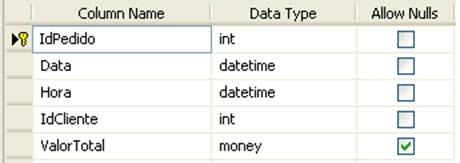 Column Name Data Type Allow Nulls
IdPedido int
Data datetime
Hora datetime
IdCliente int
ValorTotal money